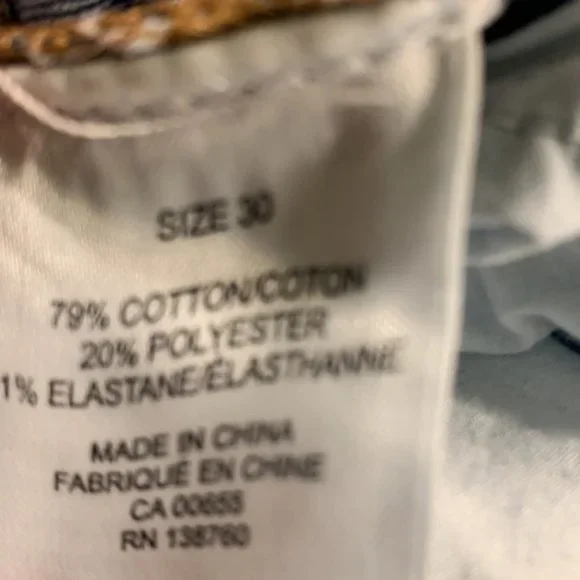 SIZE 30
79% COTTON/COTON
20% POLYESTER
1% ELASTANE/ÉLASTHANNE
MADE IN CHINA
FABRIQUÉ EN CHINE
CA 00655
RN 138760